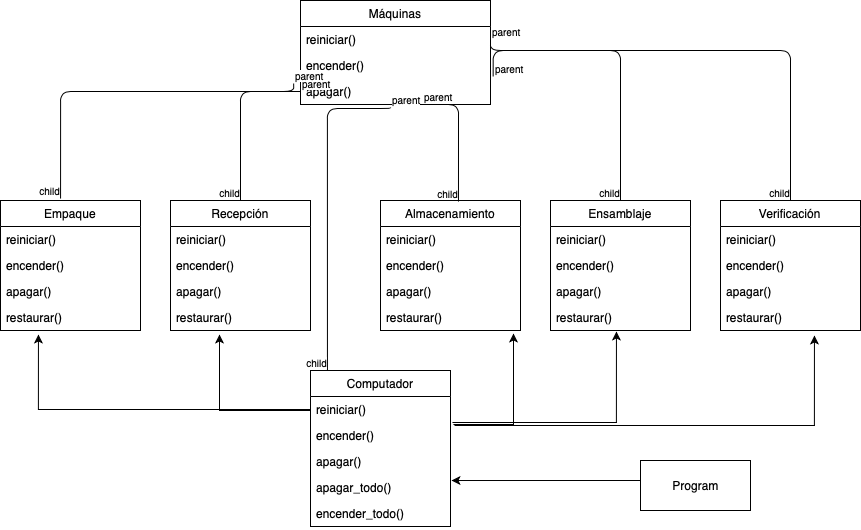 Máquinas
reiniciar()
encender()
apagar()
parent
parent
parent
parent
parent
parent
child
child
child
child
child
Empaque
reiniciar()
encender()
apagar()
restaurar()
Recepción
reiniciar()
encender()
apagar()
restaurar()
Almacenamiento
reiniciar()
encender()
apagar()
restaurar()
Ensamblaje
reiniciar()
encender()
apagar()
restaurar()
Verificación
reiniciar()
encender()
apagar()
restaurar()
child
Computador
reiniciar()
encender()
apagar()
apagar_todo()
encender_todo()
Program